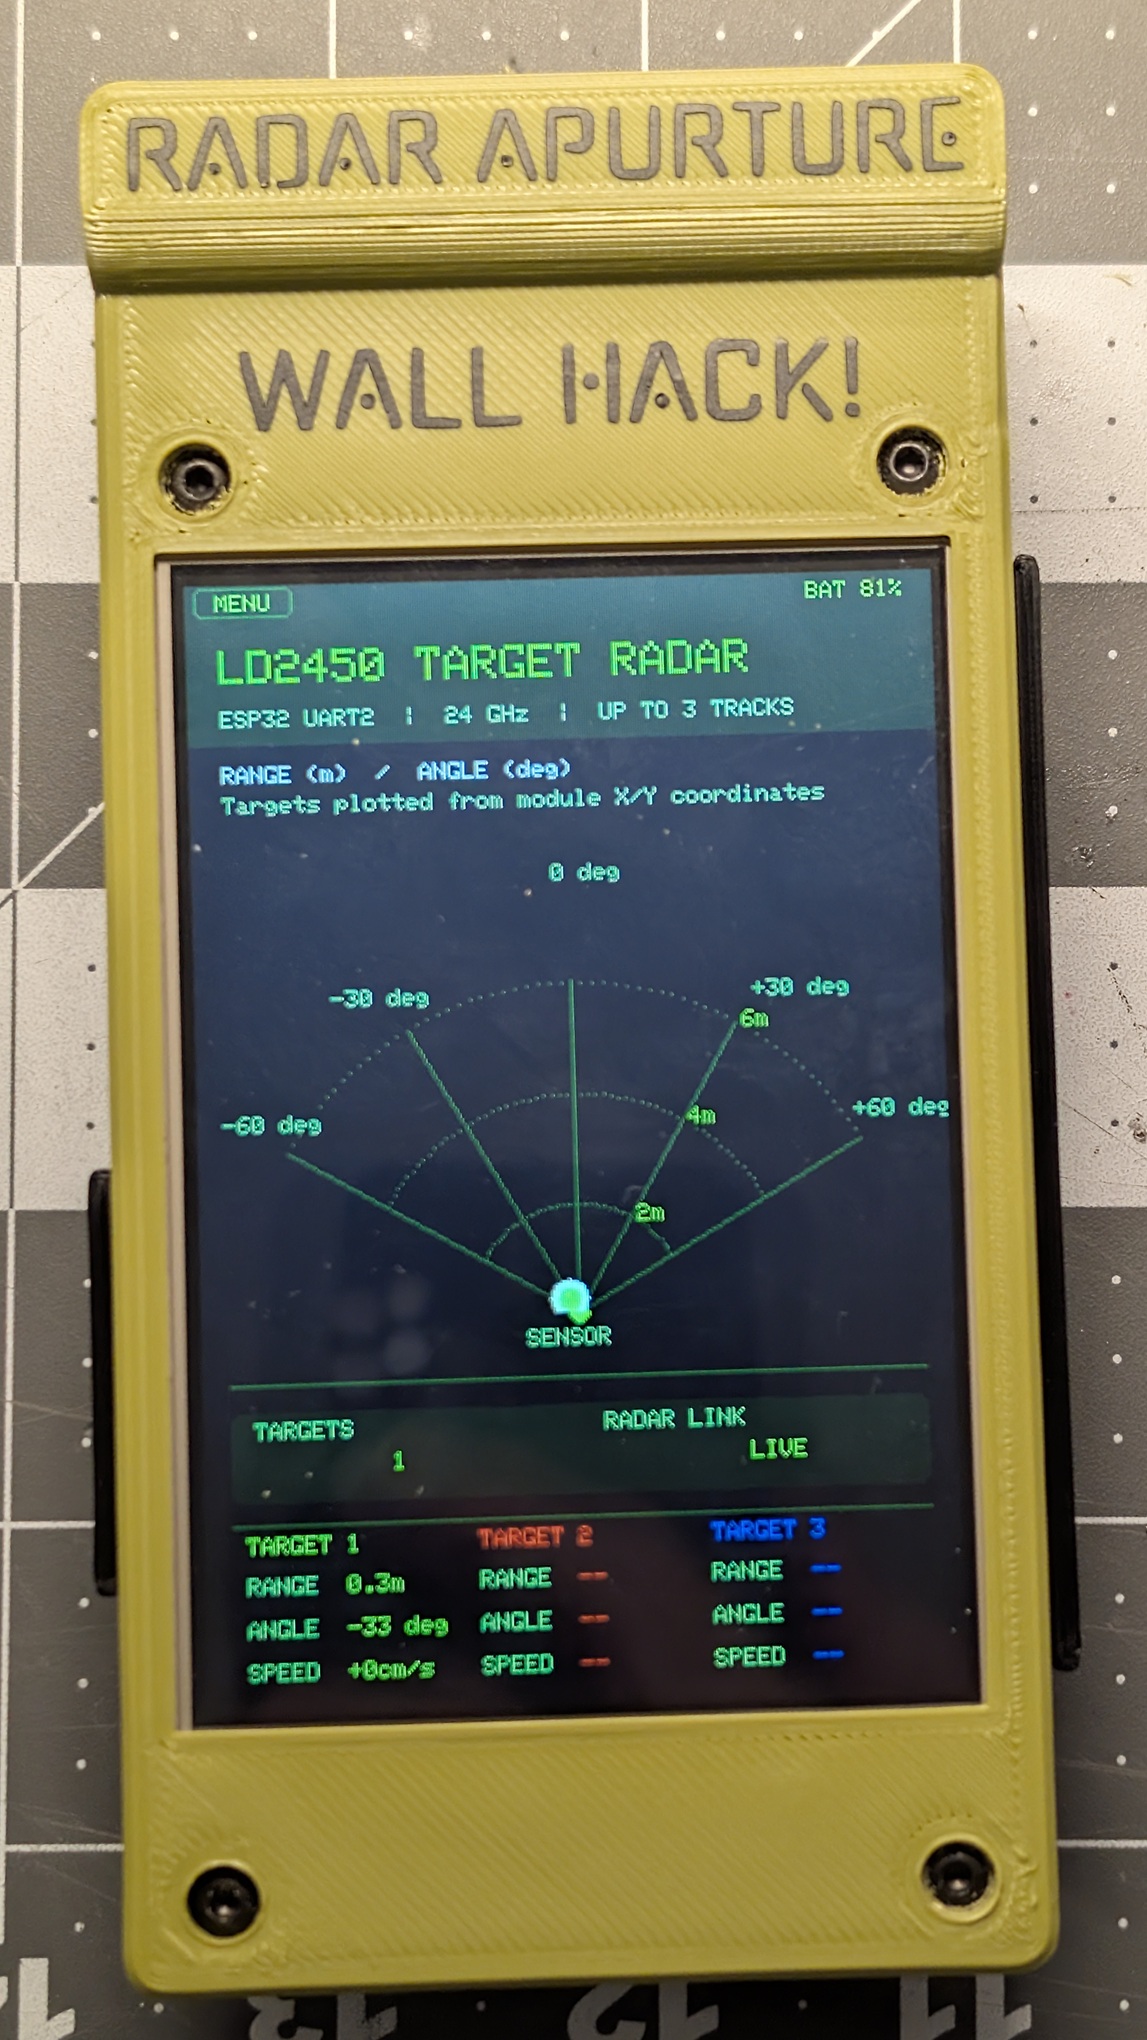 RADAR APURTURE
WALL HACK!
MENU
BAT 81%
LD2450 TARGET RADAR
ESP32 UART2 | 24 GHz | UP TO 3 TRACKS
RANGE (m) / ANGLE (deg)
Targets plotted from module X/Y coordinates
0 deg
-30 deg
+30 deg
6m
-60 deg
+60 deg
4m
2m
SENSOR
TARGETS
1
RADAR LINK
LIVE
TARGET 1
RANGE 0.3m
ANGLE -33 deg
SPEED +0cm/s
TARGET 2
RANGE --
ANGLE --
SPEED --
TARGET 3
RANGE --
ANGLE --
SPEED --
13
12
11